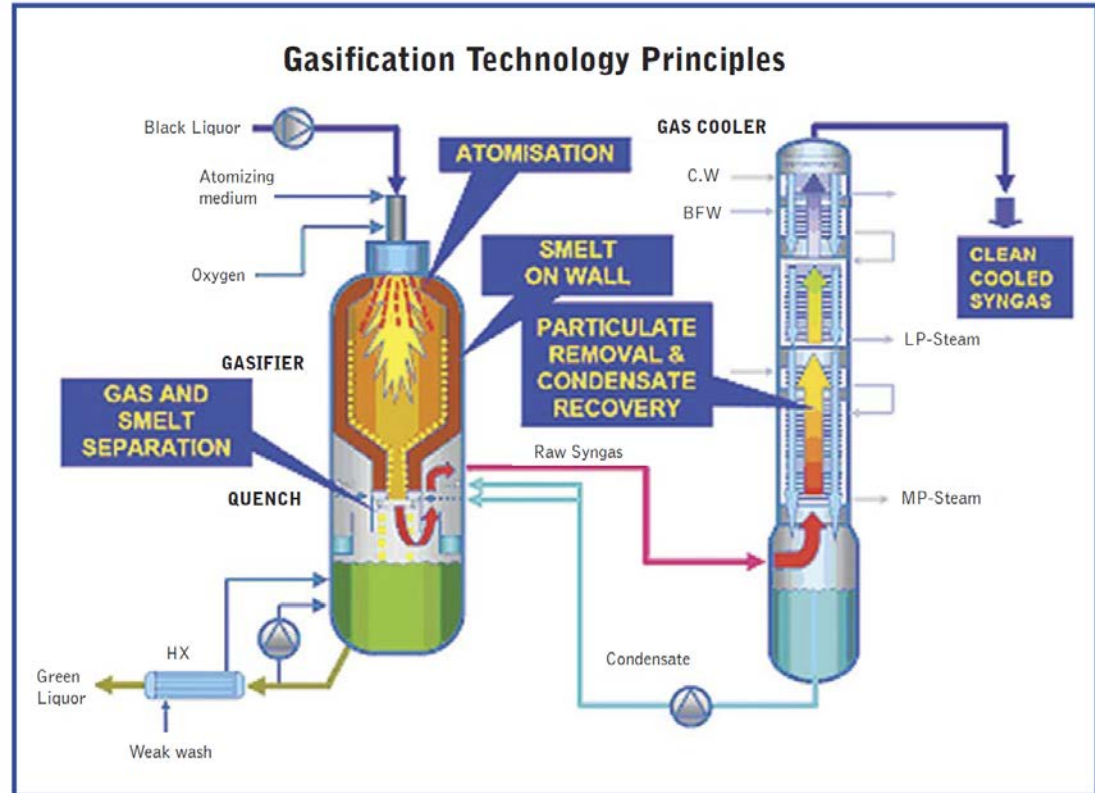 Gasification Technology Principles
Black Liquor
GAS COOLER
ATOMISATION
Atomizing
medium
C.W
BFW
Oxygen
SMELT
ON WALL
CLEAN
COOLED
SYNGAS
PARTICULATE
REMOVAL &
CONDENSATE
RECOVERY
LP-Steam
GASIFIER
GAS AND
SMELT
SEPARATION
Raw Syngas
QUENCH
MP-Steam
HX
Condensate
Green
Liquor
Weak wash